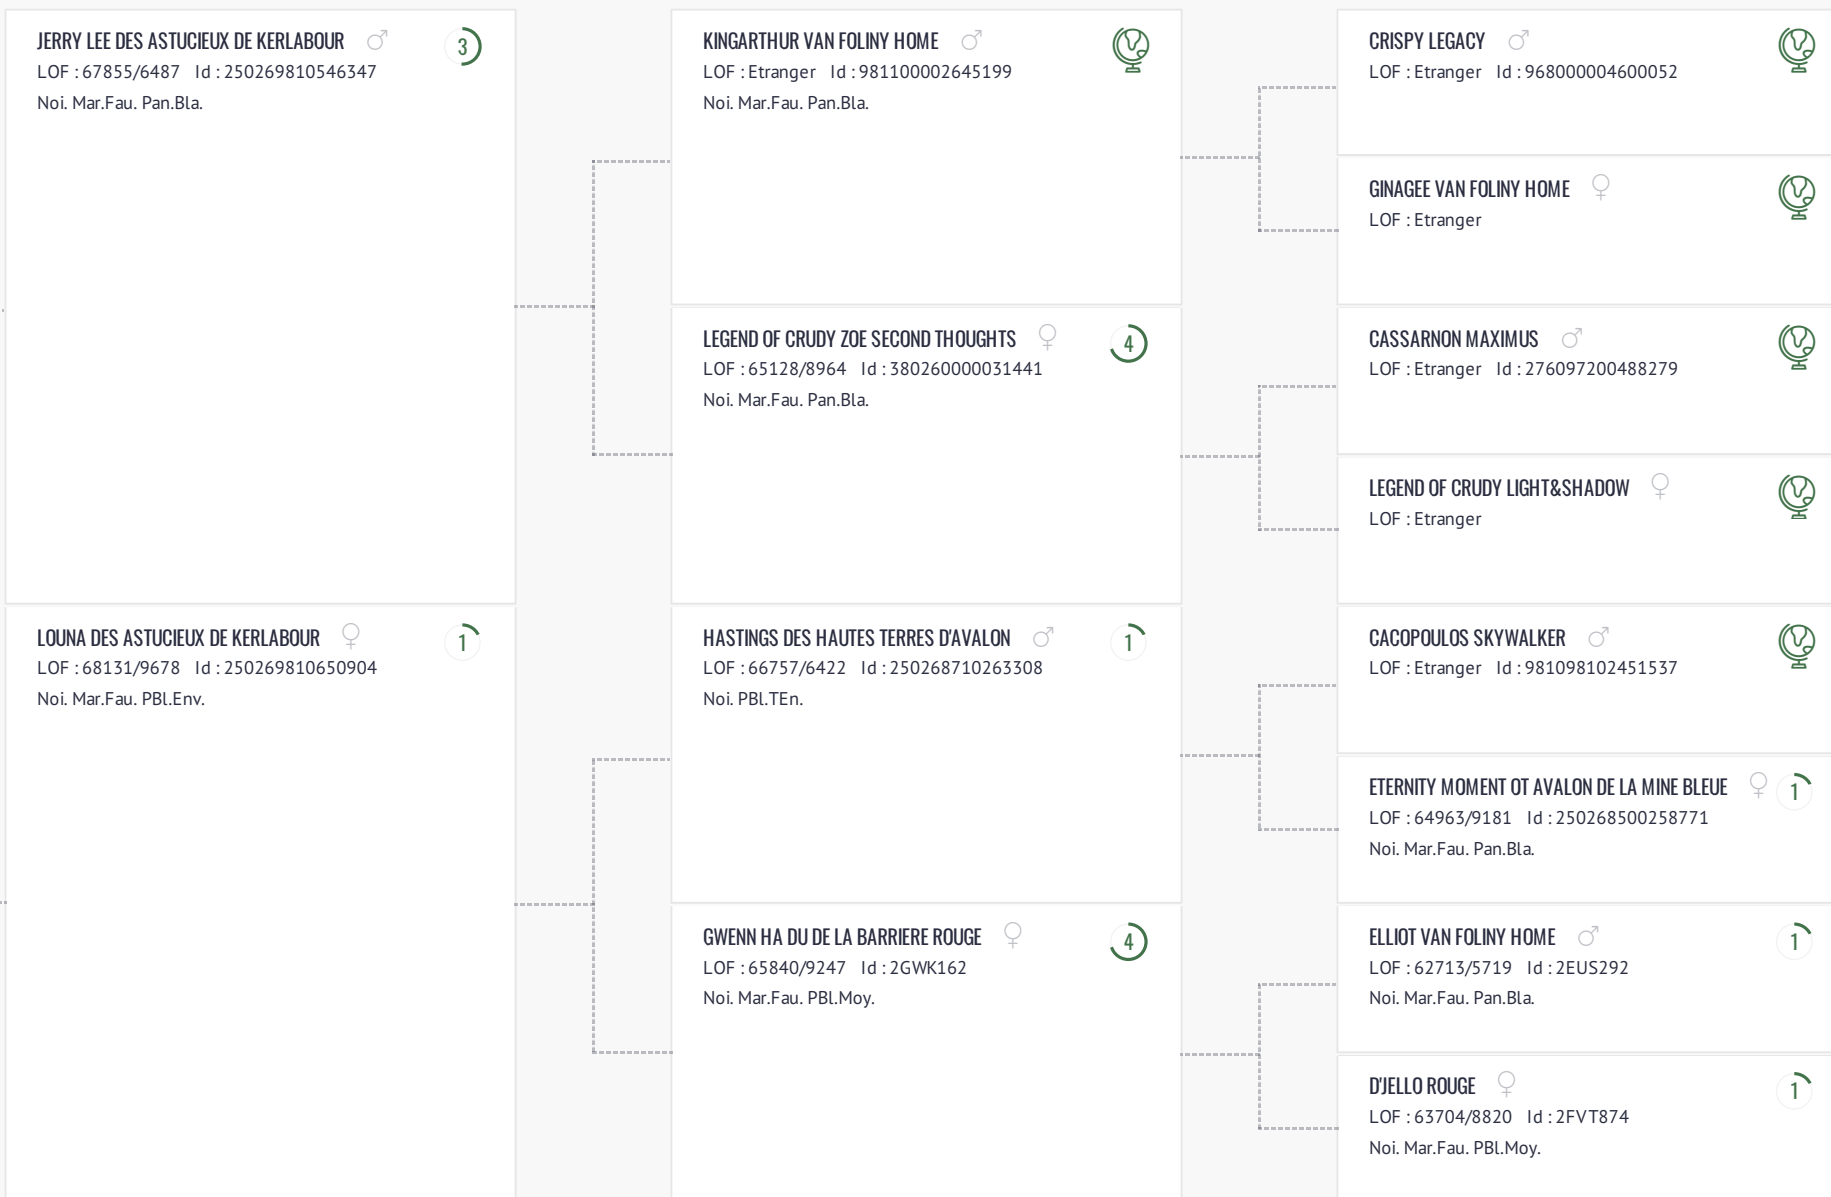 JERRY LEE DES ASTUCIEUX DE KERLABOUR
3
LOF : 67855/6487 Id : 250269810546347
Noi. Mar.Fau. Pan.Bla.
LOUNA DES ASTUCIEUX DE KERLABOUR
1
LOF : 68131/9678 Id : 250269810650904
Noi. Mar.Fau. PBl.Env.
KINGARTHUR VAN FOLINY HOME
LOF : Etranger Id : 981100002645199
Noi. Mar.Fau. Pan.Bla.
LEGEND OF CRUDY ZOE SECOND THOUGHTS
4
LOF : 65128/8964 Id : 380260000031441
Noi. Mar.Fau. Pan.Bla.
HASTINGS DES HAUTES TERRES D'AVALON
1
LOF : 66757/6422 Id : 250268710263308
Noi. PBl.TEn.
GWENN HA DU DE LA BARRIERE ROUGE
4
LOF : 65840/9247 Id : 2GWK162
Noi. Mar.Fau. PBl.Moy.
CRISPY LEGACY
LOF : Etranger Id : 968000004600052
GINAGEE VAN FOLINY HOME
LOF : Etranger
CASSARNON MAXIMUS
LOF : Etranger Id : 276097200488279
LEGEND OF CRUDY LIGHT&SHADOW
LOF : Etranger
CACOPOULOS SKYWALKER
LOF : Etranger Id : 981098102451537
ETERNITY MOMENT OT AVALON DE LA MINE BLEUE
1
LOF : 64963/9181 Id : 250268500258771
Noi. Mar.Fau. Pan.Bla.
ELLIOT VAN FOLINY HOME
1
LOF : 62713/5719 Id : 2EUS292
Noi. Mar.Fau. Pan.Bla.
D'JELLO ROUGE
1
LOF : 63704/8820 Id : 2FVT874
Noi. Mar.Fau. PBl.Moy.